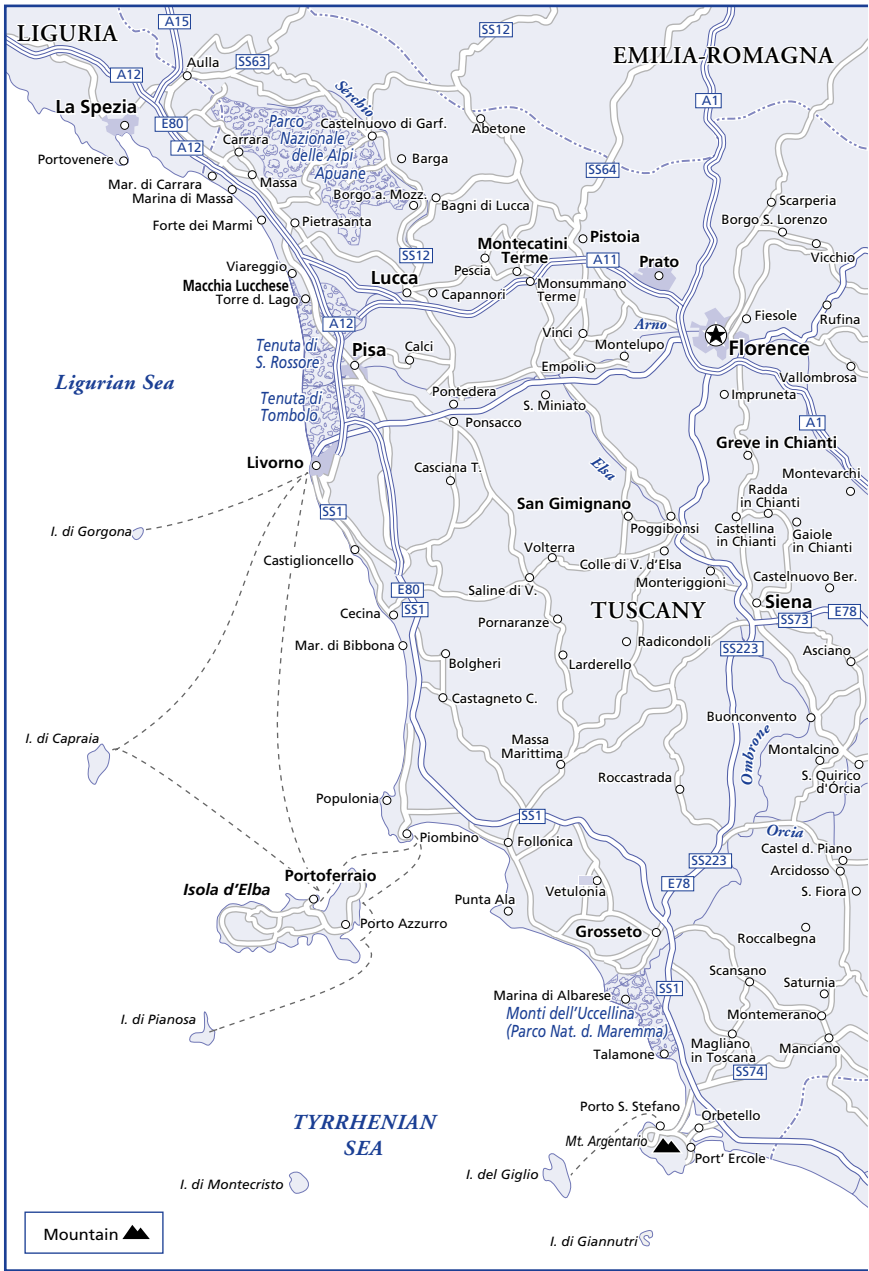 LIGURIA
A15
SS12
EMILIA-ROMAGNA
Aulla
SS63
A12
Serchio
A1
La Spezia
E80
Parco
Nazionale
delle Alpi
Apuane
Castelnuovo di Garf.
Abetone
Carrara
A12
Portovenere
Barga
SS64
Mar. di Carrara
Massa
Marina di Massa
Borgo a. Mozz.
Bagni di Lucca
Scarperia
Borgo S. Lorenzo
Forte dei Marmi
Pietrasanta
Vicchio
SS12
Montecatini
Terme
Pistoia
A11
Prato
Viareggio
Pescia
Lucca
Macchia Lucchese
Capannori
Monsummano
Terme
Torre d. Lago
A12
Arno
Fiesole
Rufina
Vinci
Tenuta di
S. Rossore
Pisa
Calci
Montelupo
Florence
Empoli
Vallombrosa
Ligurian Sea
Tenuta di
Tombolo
Pontedera
S. Miniato
Impruneta
Ponsacco
A1
Greve in Chianti
Livorno
Casciana T.
Elsa
Montevarchi
Radda
in Chianti
San Gimignano
SS1
I. di Gorgona
Poggibonsi
Castellina
in Chianti
Gaiole
in Chianti
Castiglioncello
Volterra
Colle di V. d'Elsa
Monteriggioni
Castelnuovo Ber.
E80
Saline di V.
SS1
Cecina
TUSCANY
Siena
E78
SS73
Pornaranze
Mar. di Bibbona
Radicondoli
SS223
Asciano
Bolgheri
Larderello
Castagneto C.
Buonconvento
I. di Capraia
Massa
Marittima
Ombrone
Montalcino
Roccastrada
S. Quirico
d'Orcia
Populonia
SS1
Piombino
Follonica
Orcia
Castel d. Piano
SS223
Arcidosso
Portoferraio
E78
Isola d'Elba
Vetulonia
S. Fiora
Punta Ala
Porto Azzurro
Grosseto
Roccalbegna
Scansano
Saturnia
SS1
Marina di Albarese
Monti dell'Uccellina
(Parco Nat. d. Maremma)
I. di Pianosa
Montemerano
Magliano
in Toscana
Manciano
Talamone
SS74
Porto S. Stefano
Orbetello
TYRRHENIAN
SEA
Mt. Argentario
Port' Ercole
I. del Giglio
I. di Montecristo
Mountain
I. di Giannutri